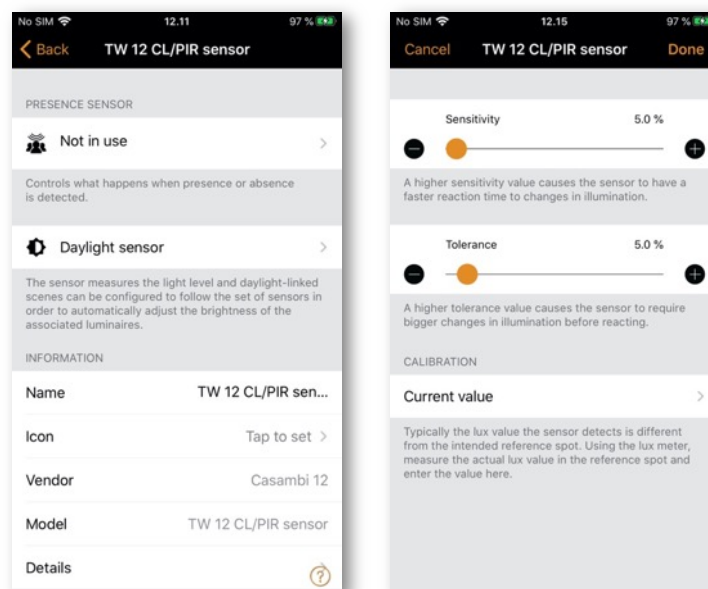 No SIM 12.11 97 %
Back TW 12 CL/PIR sensor
PRESENCE SENSOR
Not in use
Controls what happens when presence or absence
is detected.
Daylight sensor
The sensor measures the light level and daylight-linked
scenes can be configured to follow the set of sensors in
order to automatically adjust the brightness of the
associated luminaires.
INFORMATION
Name TW 12 CL/PIR sen...
Icon Tap to set
Vendor Casambi 12
Model TW 12 CL/PIR sensor
Details
?
No SIM 12.15 97 %
Cancel TW 12 CL/PIR sensor Done
Sensitivity 5.0 %
A higher sensitivity value causes the sensor to have a
faster reaction time to changes in illumination.
Tolerance 5.0 %
A higher tolerance value causes the sensor to require
bigger changes in illumination before reacting.
CALIBRATION
Current value
Typically the lux value the sensor detects is different
from the intended reference spot. Using the lux meter,
measure the actual lux value in the reference spot and
enter the value here.